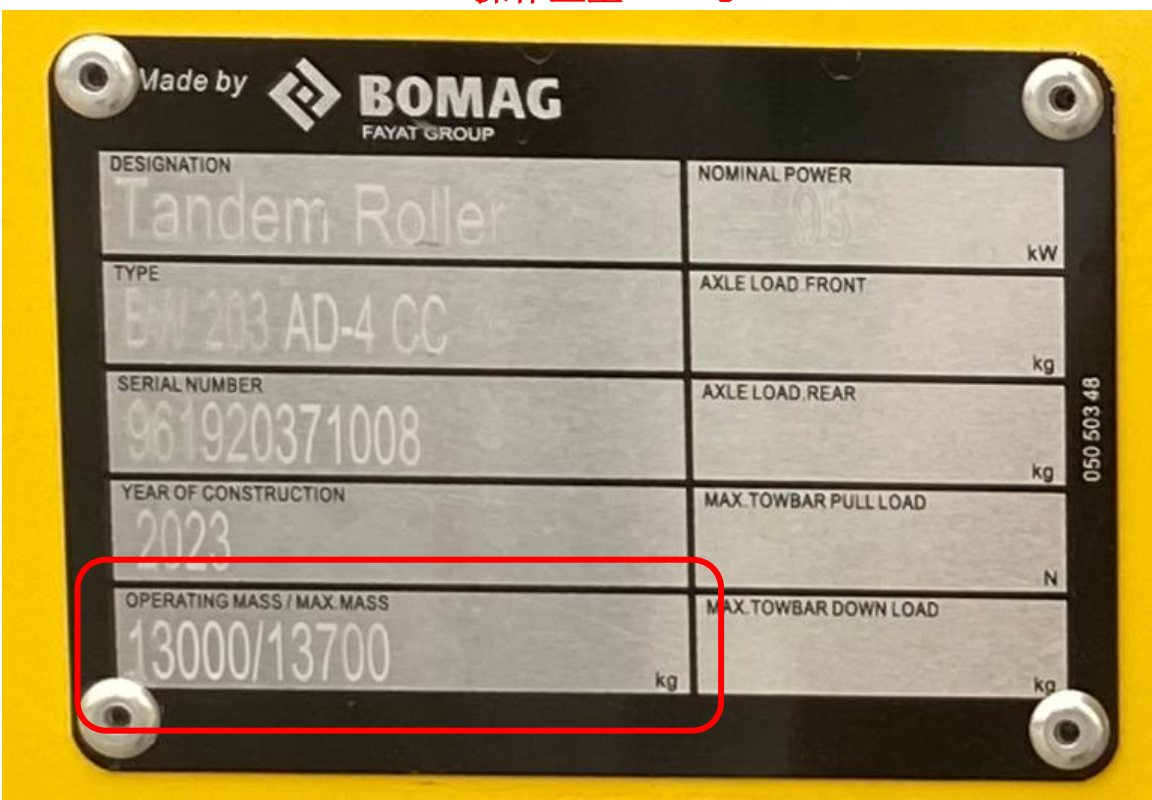 Made by BOMAG
FAYAT GROUP
DESIGNATION
Tandem Roller
NOMINAL POWER
95
kW
TYPE
BW 203 AD-4 CC
AXLE LOAD.FRONT
kg
SERIAL NUMBER
961920371008
AXLE LOAD.REAR
kg
YEAR OF CONSTRUCTION
2023
MAX.TOWBAR PULL LOAD
N
OPERATING MASS / MAX.MASS
13000/13700
kg
MAX.TOWBAR DOWN LOAD
kg
050 503 48